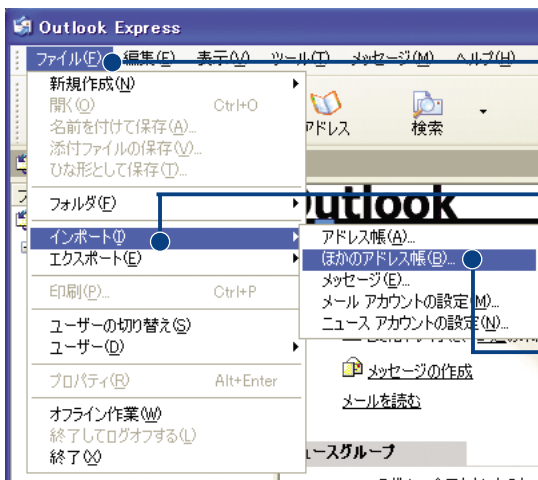 Outlook Express
ファイル(F) 編集(E) 表示(V) ツール(T) メッセージ(M) ヘルプ(H)
新規作成(N)
開く(O) Ctrl+O
名前を付けて保存(A)...
添付ファイルの保存(V)...
ひな形として保存(T)...
アドレス 検索
フォルダ(F)
インポート(I)
エクスポート(E)
印刷(P)... Ctrl+P
ユーザーの切り替え(S)
ユーザー(D)
プロパティ(R) Alt+Enter
オフライン作業(W)
終了してログオフする(L)
終了(X)
utlook
アドレス帳(A)...
ほかのアドレス帳(B)...
メッセージ(E)...
メール アカウントの設定(M)...
ニュース アカウントの設定(N)...
メッセージの作成
メールを読む
ースグループ